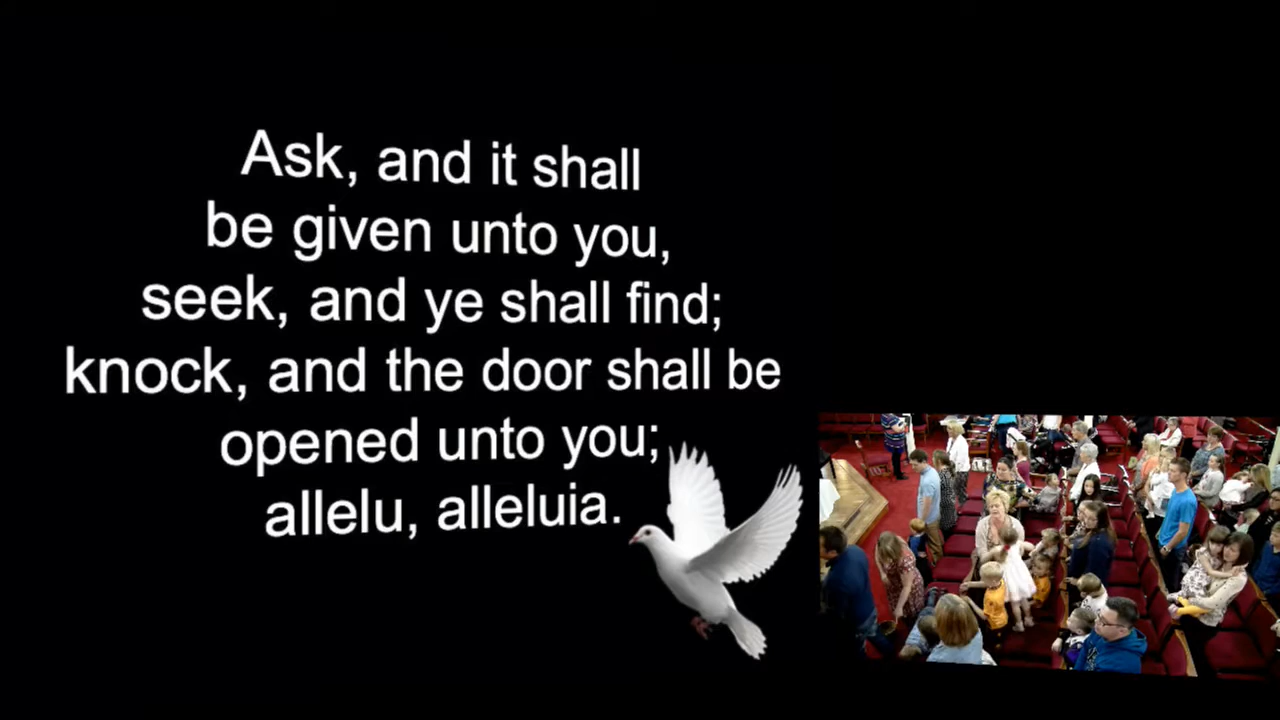 Ask, and it shall
be given unto you,
seek, and ye shall find;
knock, and the door shall be
opened unto you;
allelu, alleluia.